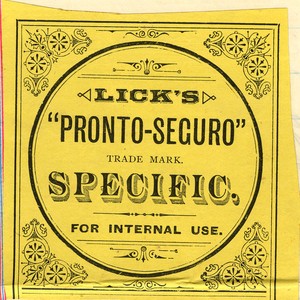 LICK'S
"PRONTO-SEGURO"
TRADE MARK.
SPECIFIC.
FOR INTERNAL USE.